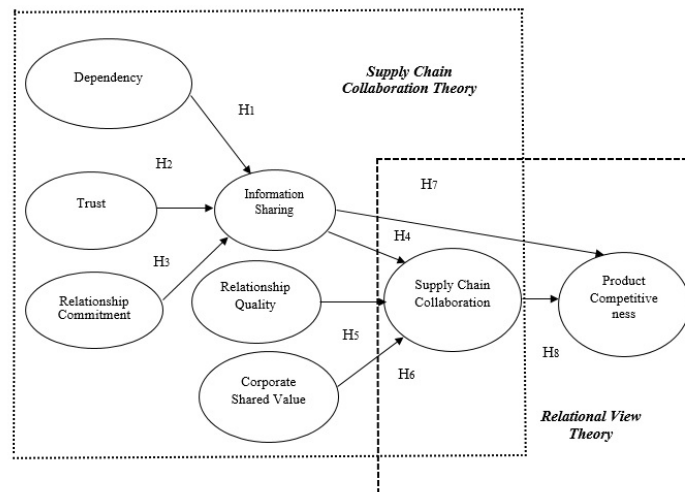 Dependency
Supply Chain
Collaboration Theory
H1
H2
Trust
Information
Sharing
H7
H3
H4
Relationship
Commitment
Relationship
Quality
Supply Chain
Collaboration
Product
Competitive
ness
H5
H6
H8
Corporate
Shared Value
Relational View
Theory